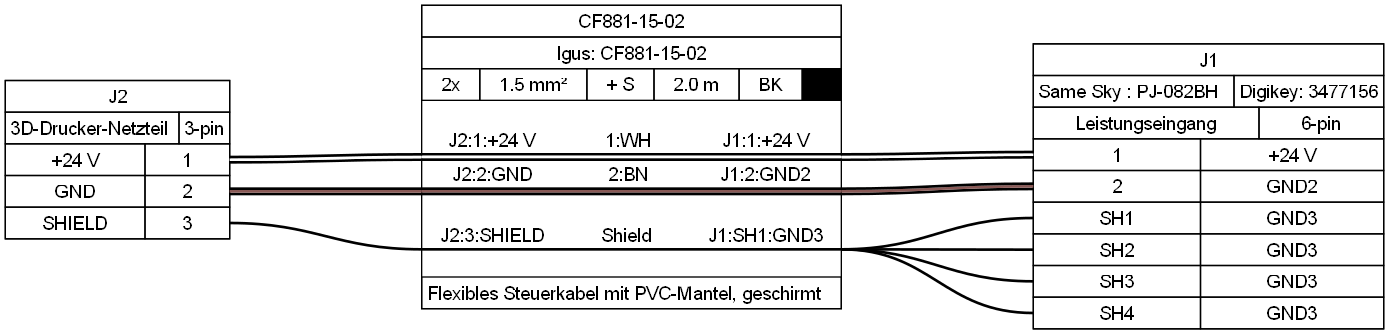 J2
3D-Drucker-Netzteil 3-pin
+24 V 1
GND 2
SHIELD 3
CF881-15-02
Igus: CF881-15-02
2x 1.5 mm² + S 2.0 m BK
J2:1:+24 V 1:WH J1:1:+24 V
J2:2:GND 2:BN J1:2:GND2
J2:3:SHIELD Shield J1:SH1:GND3
Flexibles Steuerkabel mit PVC-Mantel, geschirmt
J1
Same Sky : PJ-082BH Digikey: 3477156
Leistungseingang 6-pin
1 +24 V
2 GND2
SH1 GND3
SH2 GND3
SH3 GND3
SH4 GND3